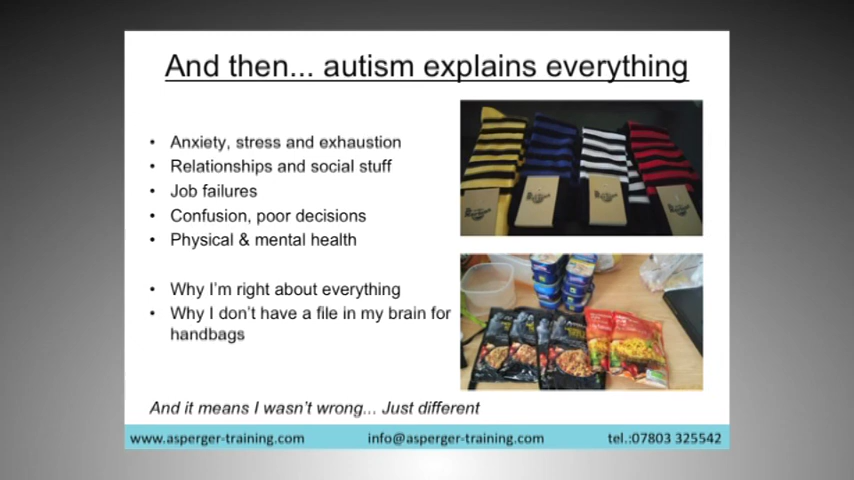 And then... autism explains everything
• Anxiety, stress and exhaustion
• Relationships and social stuff
• Job failures
• Confusion, poor decisions
• Physical & mental health
• Why I'm right about everything
• Why I don't have a file in my brain for
handbags
And it means I wasn't wrong... Just different
www.asperger-training.com info@asperger-training.com tel.:07803 325542